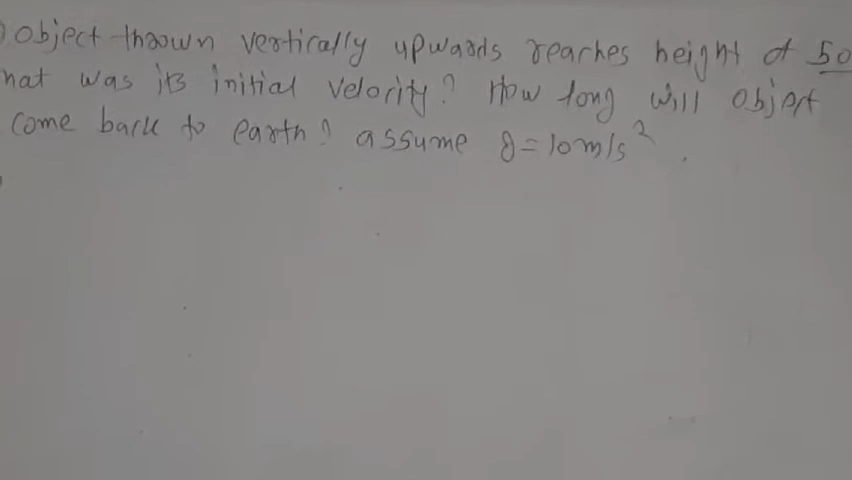 ) Object thrown vertically upwards reaches height of 50
hat was its initial velocity? How long will object
come back to earth? assume g = 10 m/s².